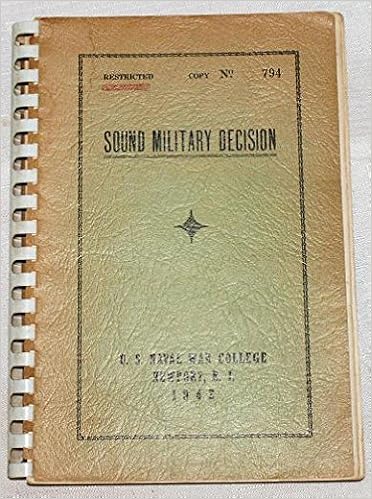 RESTRICTED COPY Nº 794
SOUND MILITARY DECISION
U. S. NAVAL WAR COLLEGE
NEWPORT, R. I.
1942